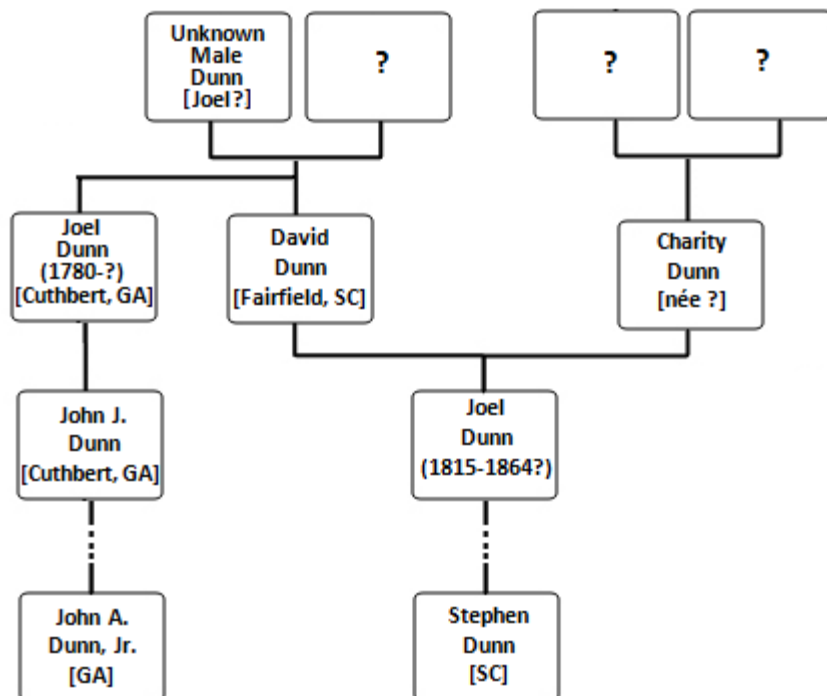 Unknown
Male
Dunn
[Joel?]
?
?
?
Joel
Dunn
(1780-?)
[Cuthbert, GA]
David
Dunn
[Fairfield, SC]
Charity
Dunn
[née ?]
John J.
Dunn
[Cuthbert, GA]
Joel
Dunn
(1815-1864?)
John A.
Dunn, Jr.
[GA]
Stephen
Dunn
[SC]